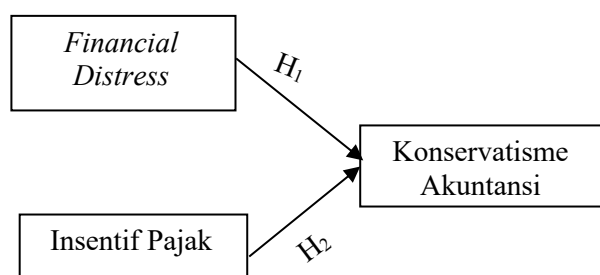 Financial
Distress
H1
Konservatisme
Akuntansi
Insentif Pajak
H2